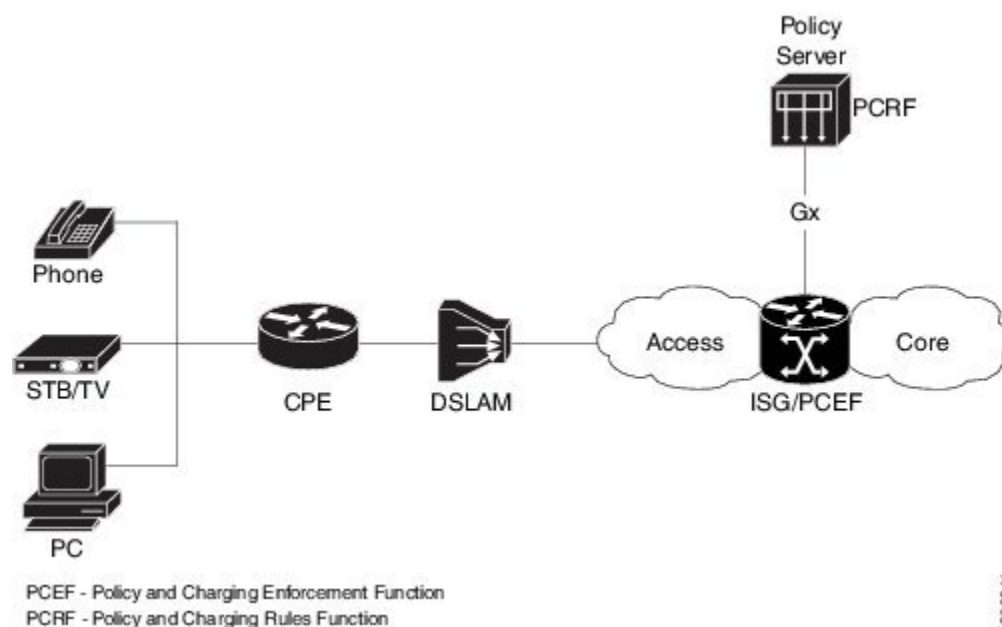 Policy
Server
PCRF
Gx
Phone
STB/TV
PC
CPE
DSLAM
Access
ISG/PCEF
Core
PCEF - Policy and Charging Enforcement Function
PCRF - Policy and Charging Rules Function